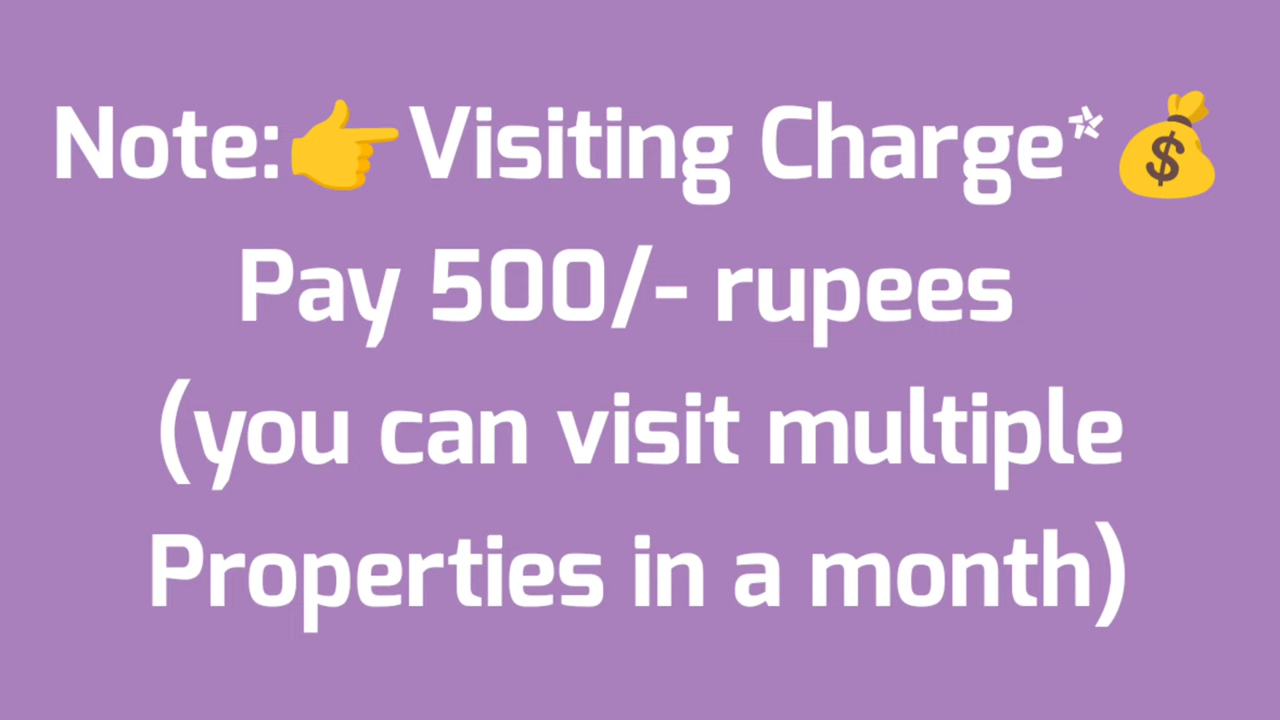 Note:👉Visiting Charge*💰
Pay 500/- rupees
(you can visit multiple
Properties in a month)